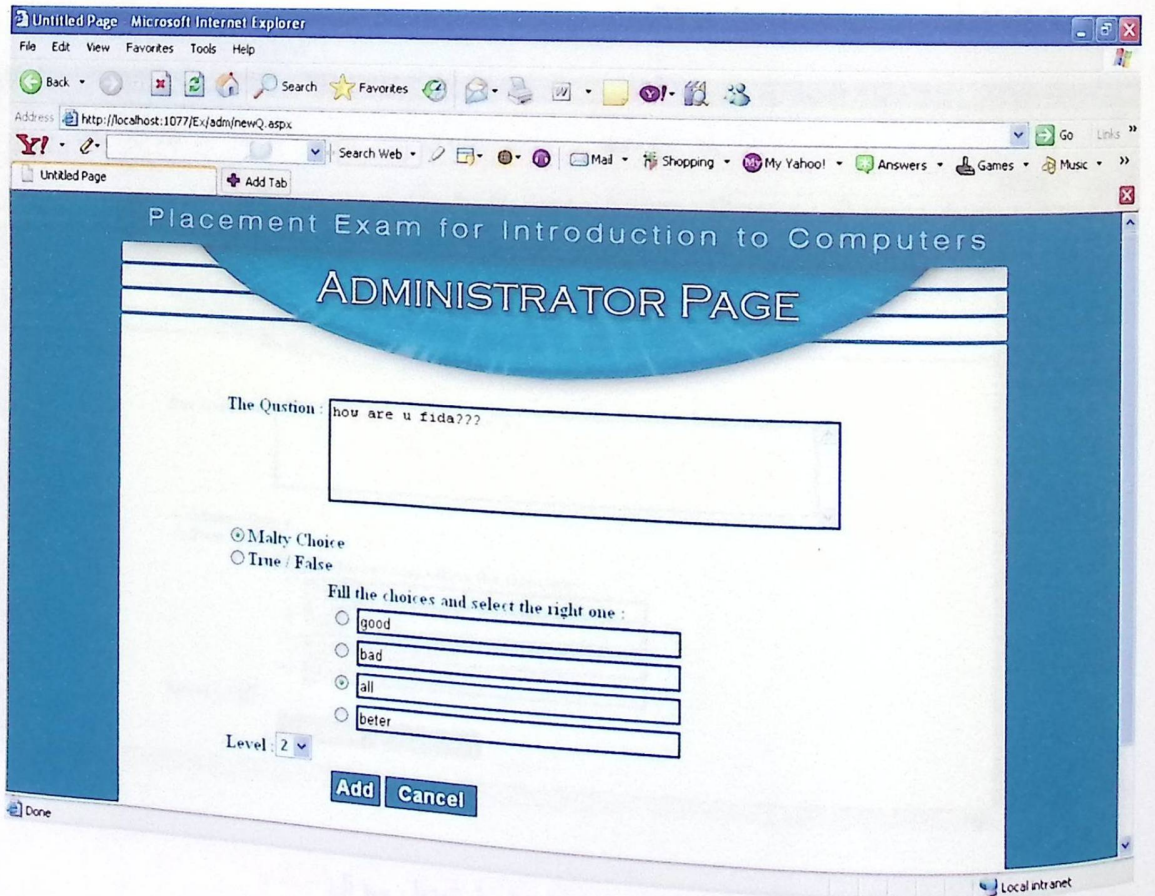 Untitled Page Microsoft Internet Explorer
File Edit View Favorites Tools Help
Back Search Favorites
Address http://localhost:1077/Ex/adm/newQ.aspx Go Links »
Y! Search Web Mail Shopping My Yahoo! Answers Games Music »
Untitled Page Add Tab
Placement Exam for Introduction to Computers
ADMINISTRATOR PAGE
The Qustion : how are u fida???
Malty Choice
True / False
Fill the choices and select the right one :
good
bad
all
beter
Level : 2
Add Cancel
Done
Local intranet